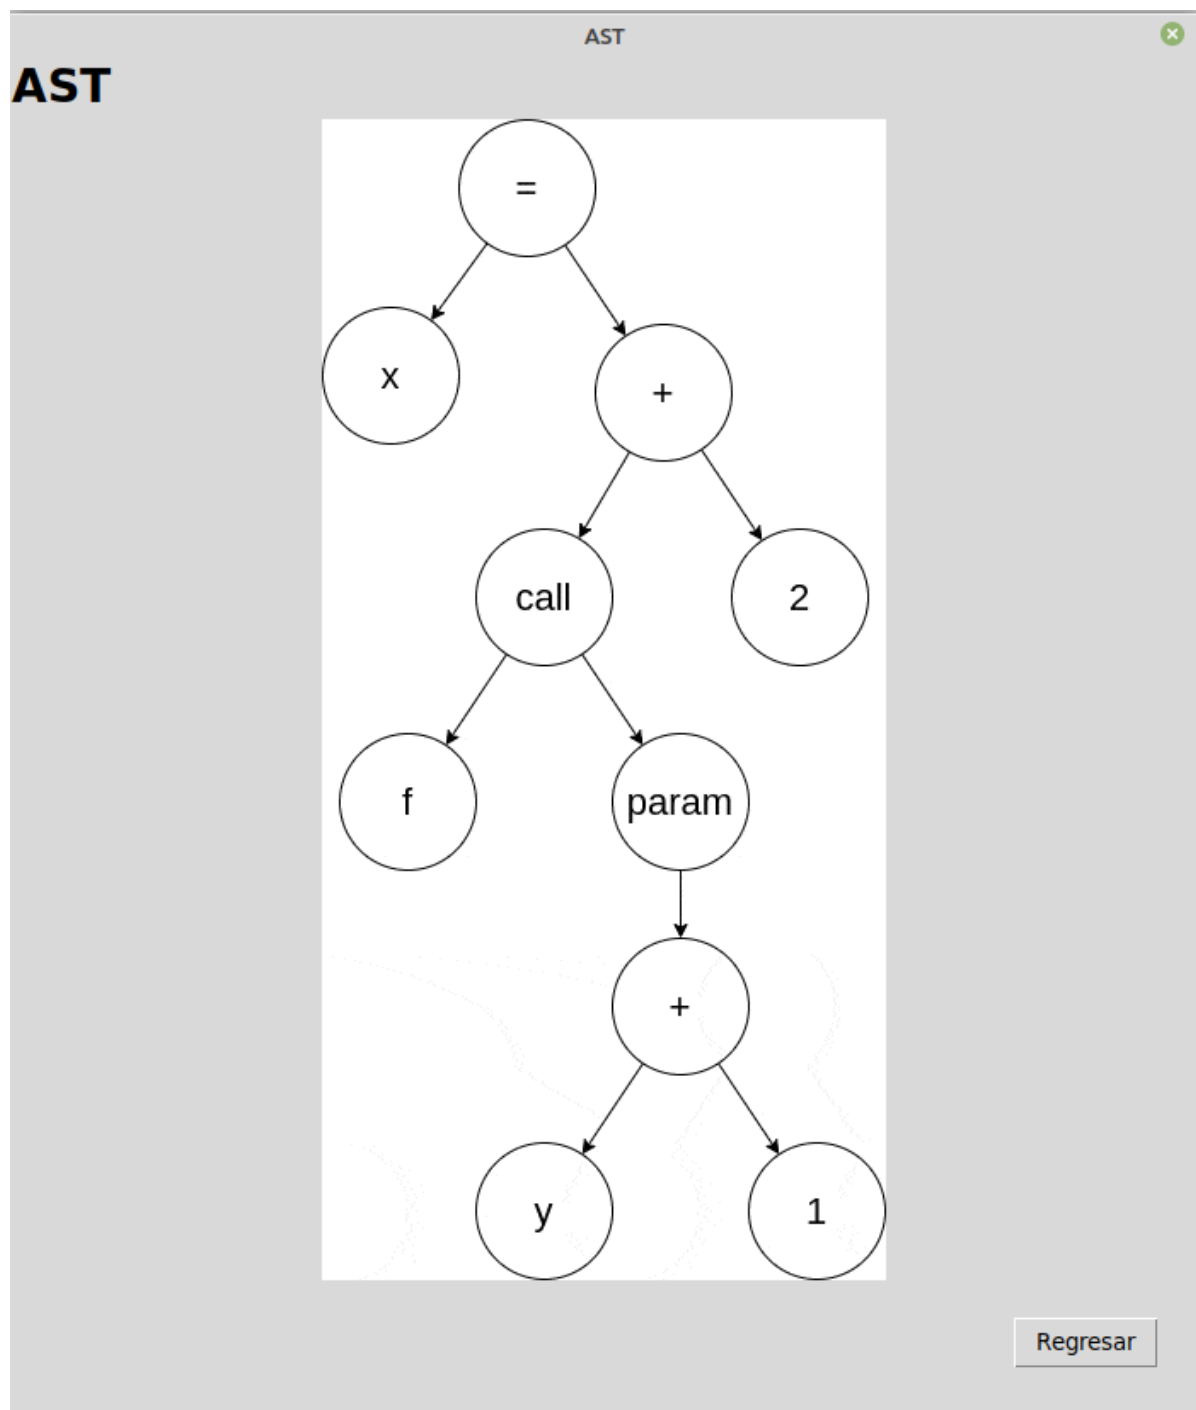 AST
AST
=
x
+
call
2
f
param
+
y
1
Regresar